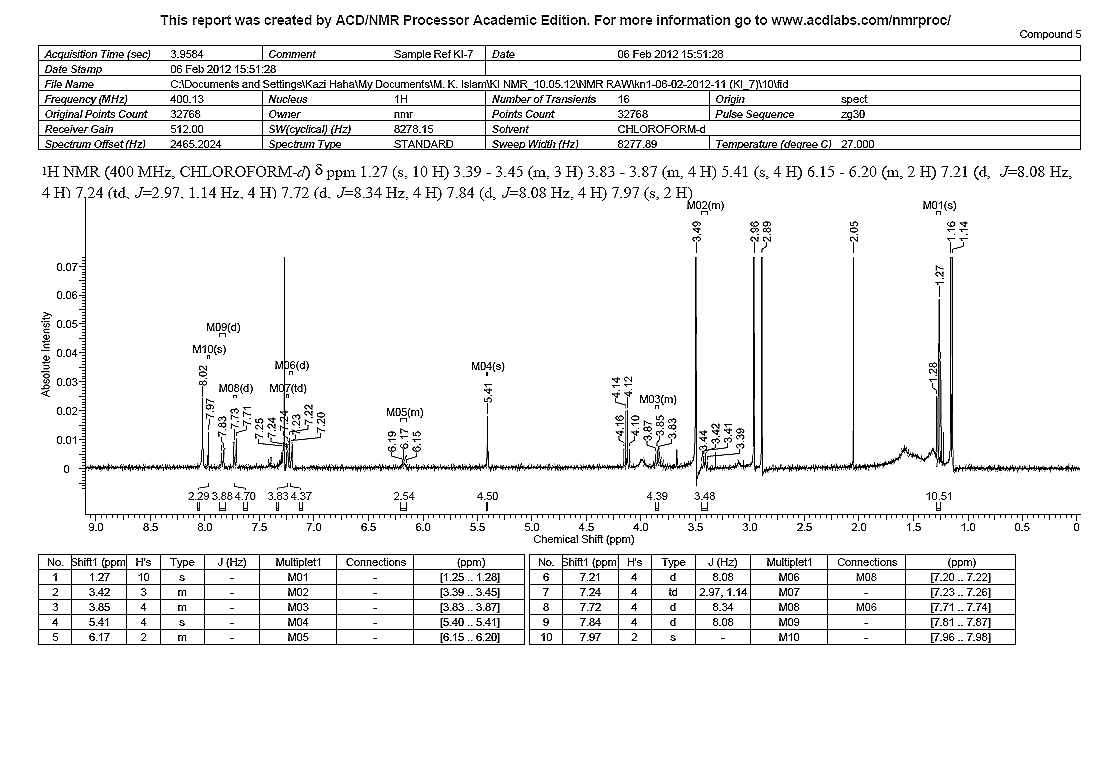 This report was created by ACD/NMR Processor Academic Edition. For more information go to www.acdlabs.com/nmrproc/
Compound 5
Acquisition Time (sec) 3.9584 Comment Sample Ref KI-7 Date 06 Feb 2012 15:51:28
Date Stamp 06 Feb 2012 15:51:28
File Name C:\Documents and Settings\Kazi Haha\My Documents\M. K. Islam\KI NMR_10.05.12\NMR RAW\kn1-06-02-2012-11 (KI_7)\10\fid
Frequency (MHz) 400.13 Nucleus 1H Number of Transients 16 Origin spect
Original Points Count 32768 Owner nmr Points Count 32768 Pulse Sequence zg30
Receiver Gain 512.00 SW(cyclical) (Hz) 8278.15 Solvent CHLOROFORM-d
Spectrum Offset (Hz) 2465.2024 Spectrum Type STANDARD Sweep Width (Hz) 8277.89 Temperature (degree C) 27.000
1H NMR (400 MHz, CHLOROFORM-d) δ ppm 1.27 (s, 10 H) 3.39 - 3.45 (m, 3 H) 3.83 - 3.87 (m, 4 H) 5.41 (s, 4 H) 6.15 - 6.20 (m, 2 H) 7.21 (d, J=8.08 Hz,
4 H) 7.24 (td, J=2.97, 1.14 Hz, 4 H) 7.72 (d, J=8.34 Hz, 4 H) 7.84 (d, J=8.08 Hz, 4 H) 7.97 (s, 2 H)
M02(m) M01(s)
3.49 2.96 2.89 2.05 1.16 1.14
1.27
M09(d)
M10(s)
M06(d)
M04(s)
M08(d) M07(td)
M03(m)
M05(m)
8.02 7.97 7.83 7.73 7.71 7.25 7.24 7.24 7.23 7.22 7.20 6.19 6.17 6.15 5.41 4.16 4.14 4.12 4.10 3.87 3.85 3.83 3.44 3.42 3.41 3.39 1.28
Absolute Intensity
0.07
0.06
0.05
0.04
0.03
0.02
0.01
0
2.29 3.88 4.70 3.83 4.37 2.54 4.50 4.39 3.48 10.51
9.0 8.5 8.0 7.5 7.0 6.5 6.0 5.5 5.0 4.5 4.0 3.5 3.0 2.5 2.0 1.5 1.0 0.5 0
Chemical Shift (ppm)
No. Shift1 (ppm) H's Type J (Hz) Multiplet1 Connections (ppm)
1 1.27 10 s - M01 - [1.25 .. 1.28]
2 3.42 3 m - M02 - [3.39 .. 3.45]
3 3.85 4 m - M03 - [3.83 .. 3.87]
4 5.41 4 s - M04 - [5.40 .. 5.41]
5 6.17 2 m - M05 - [6.15 .. 6.20]
No. Shift1 (ppm) H's Type J (Hz) Multiplet1 Connections (ppm)
6 7.21 4 d 8.08 M06 M08 [7.20 .. 7.22]
7 7.24 4 td 2.97, 1.14 M07 - [7.23 .. 7.26]
8 7.72 4 d 8.34 M08 M06 [7.71 .. 7.74]
9 7.84 4 d 8.08 M09 - [7.81 .. 7.87]
10 7.97 2 s - M10 - [7.96 .. 7.98]